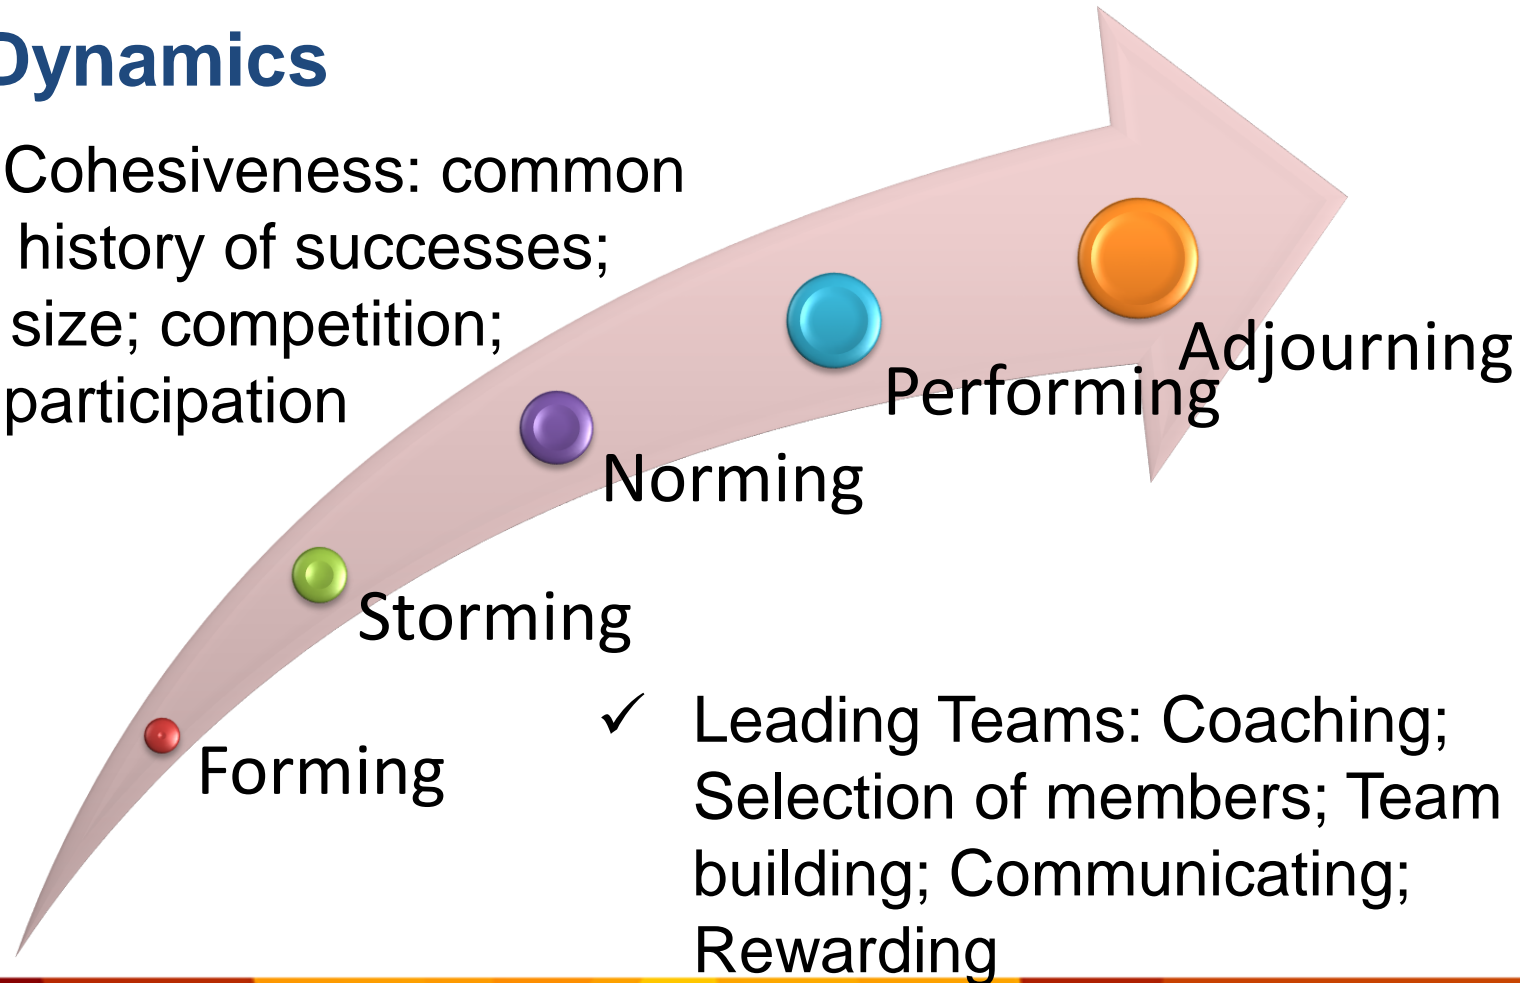 Dynamics
Cohesiveness: common
history of successes;
size; competition;
participation
Adjourning
Performing
Norming
Storming
Forming
✓ Leading Teams: Coaching;
Selection of members; Team
building; Communicating;
Rewarding